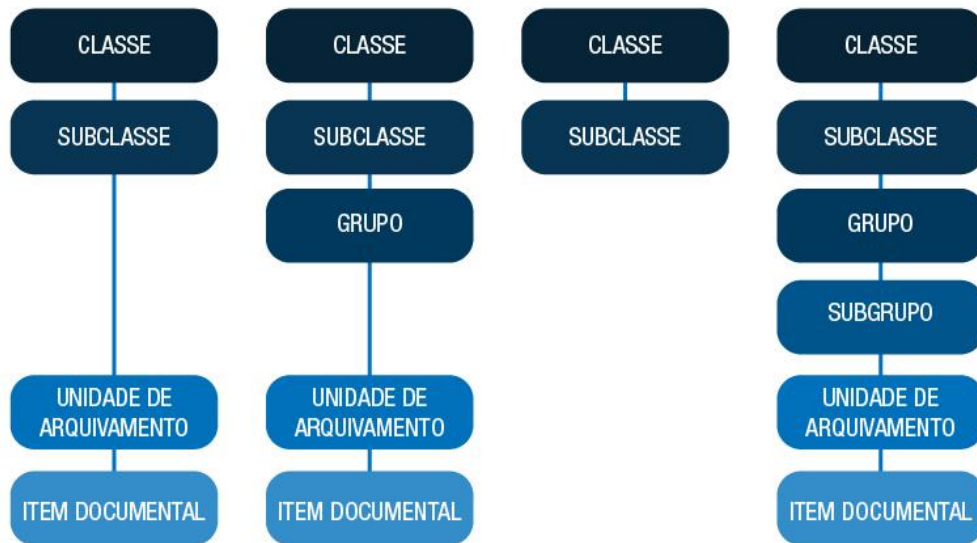 CLASSE
CLASSE
CLASSE
CLASSE
SUBCLASSE
SUBCLASSE
SUBCLASSE
SUBCLASSE
GRUPO
GRUPO
SUBGRUPO
UNIDADE DE
ARQUIVAMENTO
UNIDADE DE
ARQUIVAMENTO
UNIDADE DE
ARQUIVAMENTO
ITEM DOCUMENTAL
ITEM DOCUMENTAL
ITEM DOCUMENTAL